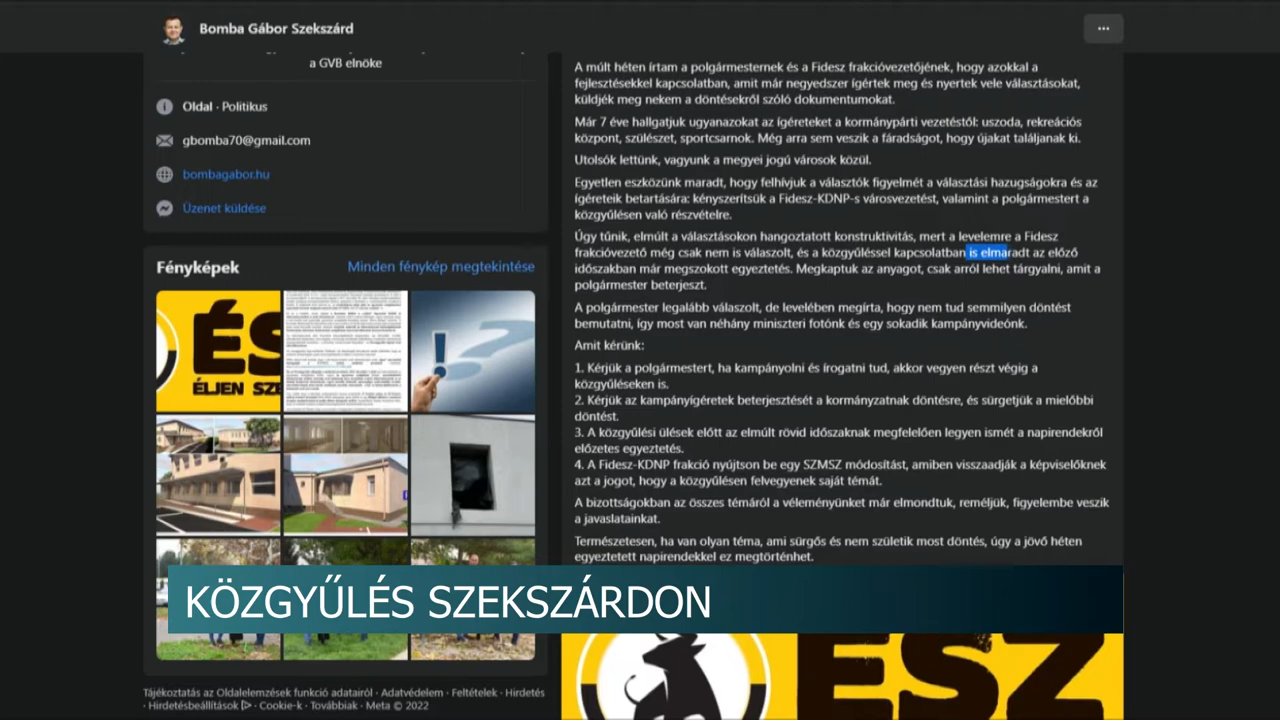 Bomba Gábor Szekszárd
a GVB elnöke
Oldal · Politikus
gbomba70@gmail.com
bombagabor.hu
Üzenet küldése
Fényképek
Minden fénykép megtekintése
ÉS
ÉLJEN SZE
Tájékoztatás az Oldalelemzések funkció adatairól · Adatvédelem · Feltételek · Hirdetés
· Hirdetésbeállítások · Cookie-k · Továbbiak · Meta © 2022
A múlt héten írtam a polgármesternek és a Fidesz frakcióvezetőjének, hogy azokkal a
fejlesztésekkel kapcsolatban, amit már negyedszer ígértek meg és nyertek vele választásokat,
küldjék meg nekem a döntésekről szóló dokumentumokat.
Már 7 éve hallgatjuk ugyanazokat az ígéreteket a kormánypárti vezetéstől: uszoda, rekreációs
központ, szülészet, sportcsarnok. Még arra sem veszik a fáradságot, hogy újakat találjanak ki.
Utolsók lettünk, vagyunk a megyei jogú városok közül.
Egyetlen eszközünk maradt, hogy felhívjuk a választók figyelmét a választási hazugságokra és az
ígéreteik betartására: kényszerítsük a Fidesz-KDNP-s városvezetést, valamint a polgármestert a
közgyűlésen való részvételre.
Úgy tűnik, elmúlt a választásokon hangoztatott konstruktivitás, mert a levelemre a Fidesz
frakcióvezető még csak nem is válaszolt, és a közgyűléssel kapcsolatban is elmaradt az előző
időszakban már megszokott egyeztetés. Megkaptuk az anyagot, csak arról lehet tárgyalni, amit a
polgármester beterjeszt.
A polgármester legalább válaszolt, de levelében megírta, hogy nem tud semmilyen döntést
bemutatni, így most van néhány miniszteri fotónk és egy sokadik kampányvideónk.
Amit kérünk:
1. Kérjük a polgármestert, ha kampányolni és írogatni tud, akkor vegyen részt végig a
közgyűléseken is.
2. Kérjük az kampányígéretek beterjesztését a kormányzatnak döntésre, és sürgetjük a mielőbbi
döntést.
3. A közgyűlési ülések előtt az elmúlt rövid időszaknak megfelelően legyen ismét a napirendekről
előzetes egyeztetés.
4. A Fidesz-KDNP frakció nyújtson be egy SZMSZ módosítást, amiben visszaadják a képviselőknek
azt a jogot, hogy a közgyűlésen felvegyenek saját témát.
A bizottságokban az összes témáról a véleményünket már elmondtuk, reméljük, figyelembe veszik
a javaslatainkat.
Természetesen, ha van olyan téma, ami sürgős és nem születik most döntés, úgy a jövő héten
egyeztetett napirendekkel ez megtörténhet.
KÖZGYŰLÉS SZEKSZÁRDON
ÉSZ